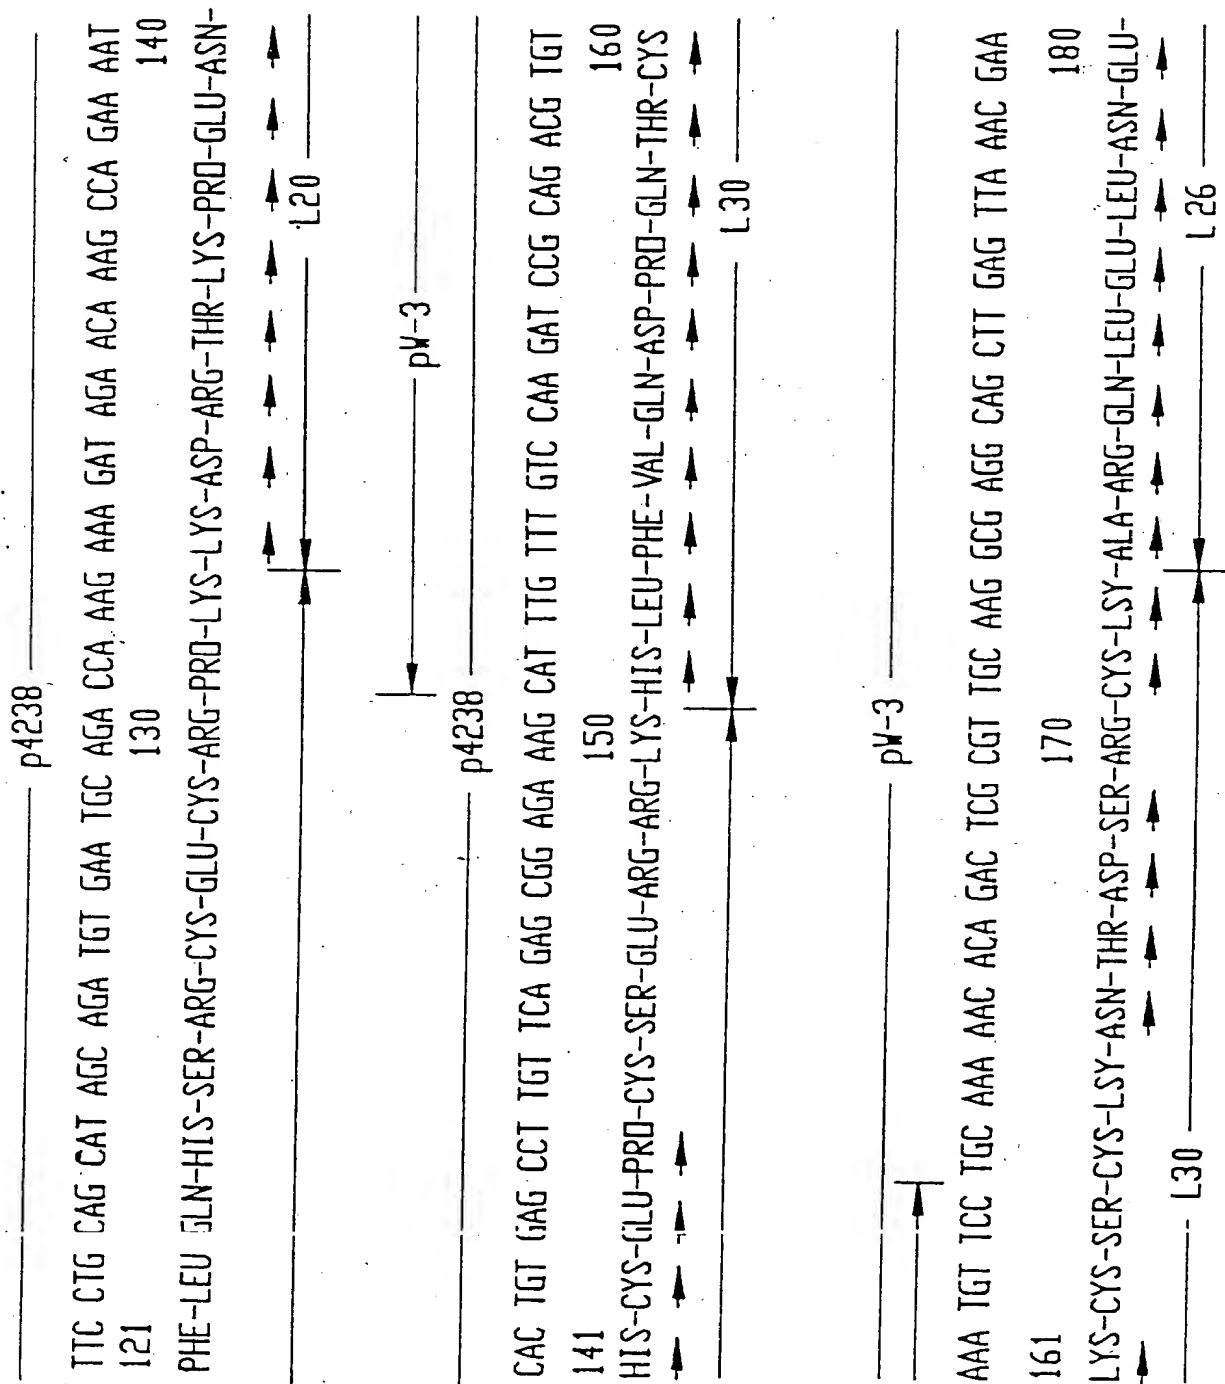 p4238
TTC CTG CAG CAT AGC AGA TGT GAA TGC AGA CCA AAG AAA GAT AGA ACA AAG CCA GAA AAT
121 130 140
PHE-LEU GLN-HIS-SER-ARG-CYS-GLU-CYS-ARG-PRO-LYS-LYS-ASP-ARG-THR-LYS-PRO-GLU-ASN-
L20
pW-3
p4238
CAC TGT GAG CCT TGT TCA GAG CGG AGA AAG CAT TTG TTT GTC CAA GAT CCG CAG ACG TGT
141 150 160
HIS-CYS-GLU-PRO-CYS-SER-GLU-ARG-ARG-LYS-HIS-LEU-PHE-VAL-GLN-ASP-PRO-GLN-THR-CYS
L30
pW-3
AAA TGT TCC TGC AAA AAC ACA GAC TCG CGT TGC AAG GCG AGG CAG CTT GAG TTA AAC GAA
161 170 180
LYS-CYS-SER-CYS-LSY-ASN-THR-ASP-SER-ARG-CYS-LSY-ALA-ARG-GLN-LEU-GLU-LEU-ASN-GLU-
L30 L26